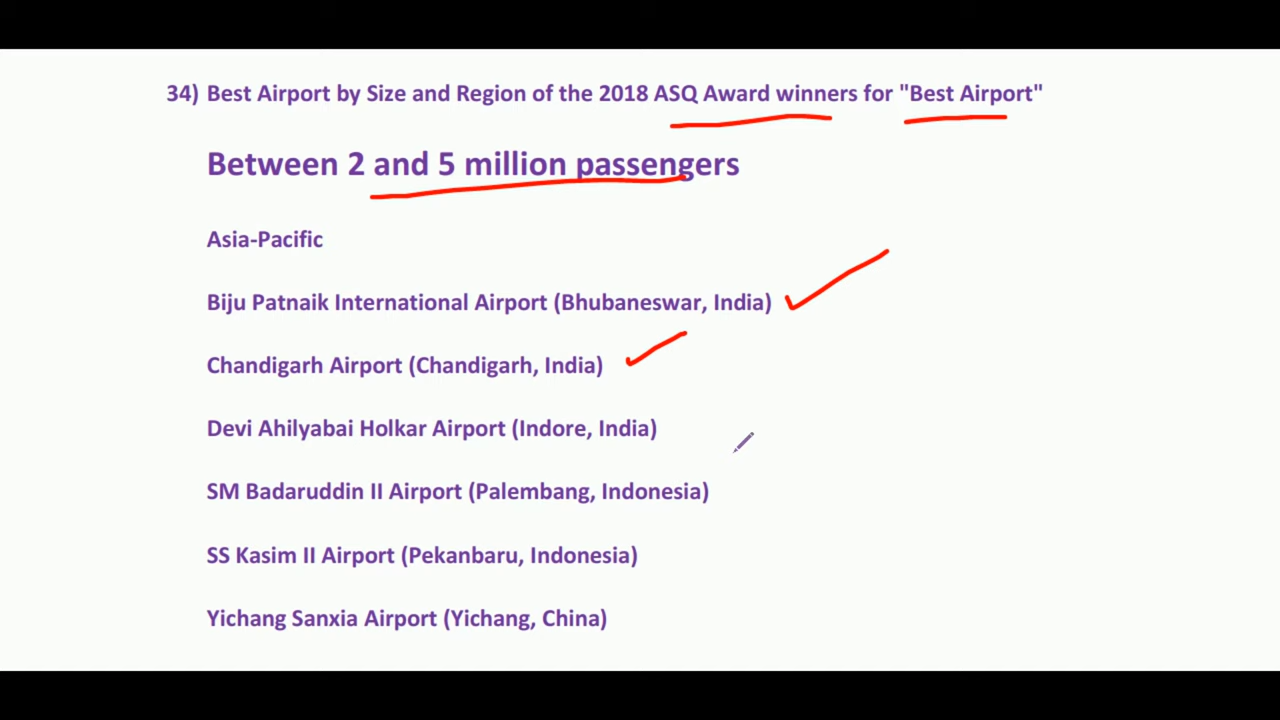 34) Best Airport by Size and Region of the 2018 ASQ Award winners for "Best Airport"
Between 2 and 5 million passengers
Asia-Pacific
Biju Patnaik International Airport (Bhubaneswar, India)
Chandigarh Airport (Chandigarh, India)
Devi Ahilyabai Holkar Airport (Indore, India)
SM Badaruddin II Airport (Palembang, Indonesia)
SS Kasim II Airport (Pekanbaru, Indonesia)
Yichang Sanxia Airport (Yichang, China)